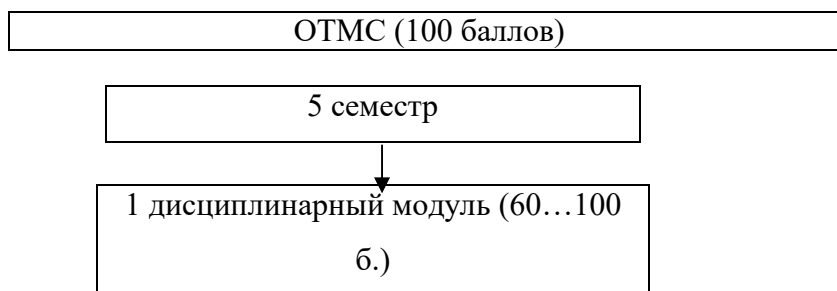 ОТМС (100 баллов)
5 семестр
1 дисциплинарный модуль (60…100
б.)